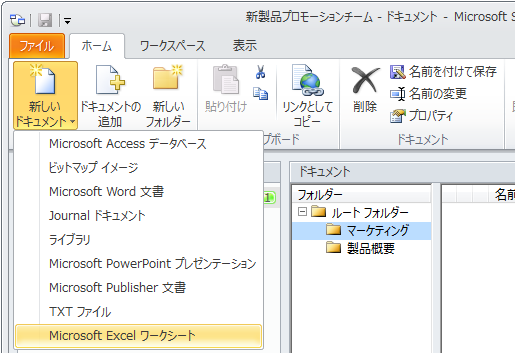 新製品プロモーションチーム - ドキュメント - Microsoft S
ファイル ホーム ワークスペース 表示
新しい ドキュメントの 新しい 貼り付け リンクとして 削除 名前を付けて保存
ドキュメント 追加 フォルダー コピー 名前の変更
プロパティ
プボード ドキュメント
Microsoft Access データベース
ビットマップ イメージ
Microsoft Word 文書
Journal ドキュメント
ライブラリ
Microsoft PowerPoint プレゼンテーション
Microsoft Publisher 文書
TXT ファイル
Microsoft Excel ワークシート
ドキュメント
フォルダー 名前
ルート フォルダー
マーケティング
製品概要